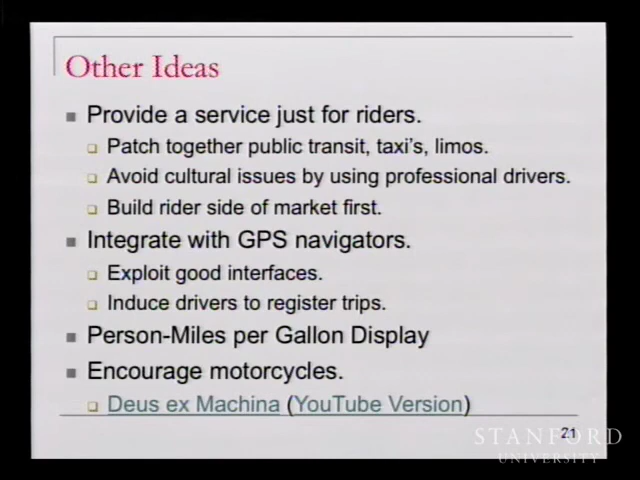 Other Ideas
Provide a service just for riders.
Patch together public transit, taxi's, limos.
Avoid cultural issues by using professional drivers.
Build rider side of market first.
Integrate with GPS navigators.
Exploit good interfaces.
Induce drivers to register trips.
Person-Miles per Gallon Display
Encourage motorcycles.
Deus ex Machina (YouTube Version)
21
STANFORD
UNIVERSITY